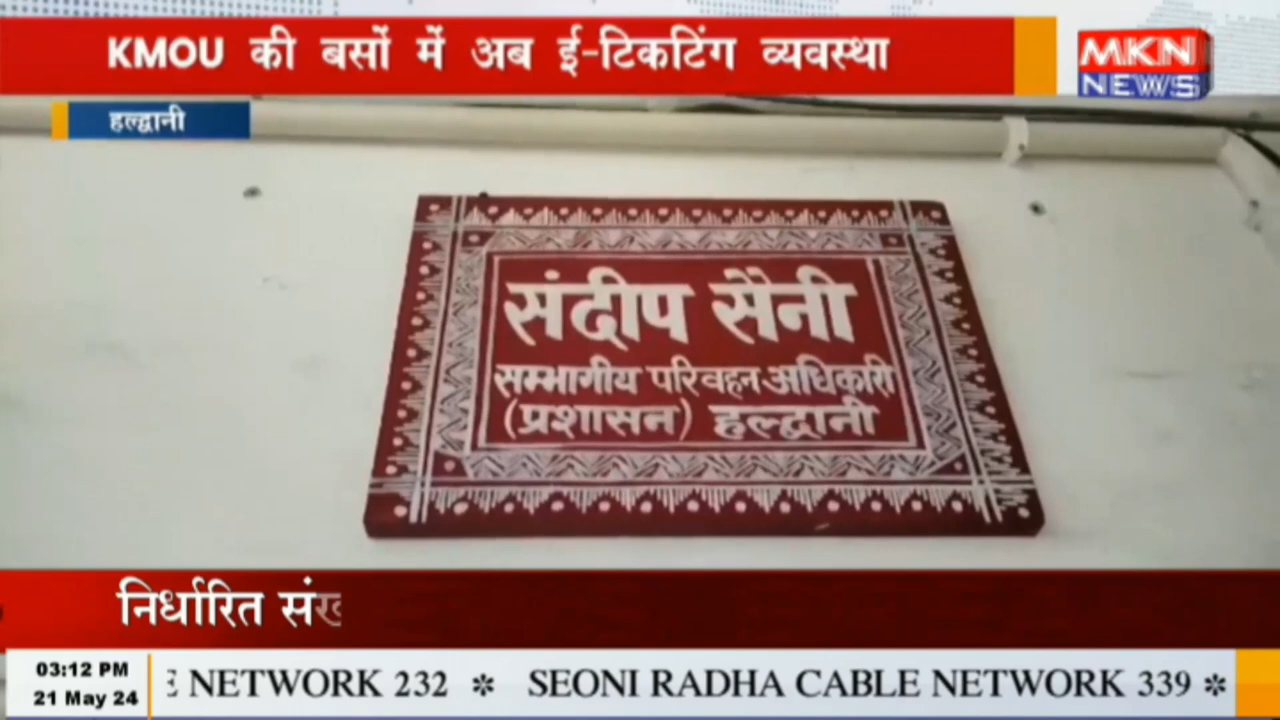 KMOU की बसों में अब ई-टिकटिंग व्यवस्था
MKN
NEWS
हल्द्वानी
संदीप सैनी
सम्भागीय परिवहन अधिकारी
(प्रशासन) हल्द्वानी
निर्धारित
03:12 PM
21 May 24
NETWORK 232 * SEONI RADHA CABLE NETWORK 339 *